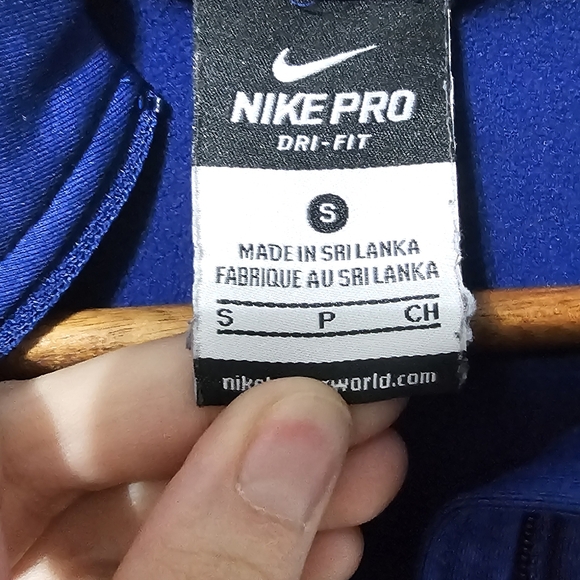 NIKE PRO
DRI-FIT
S
MADE IN SRI LANKA
FABRIQUE AU SRI LANKA
S P CH